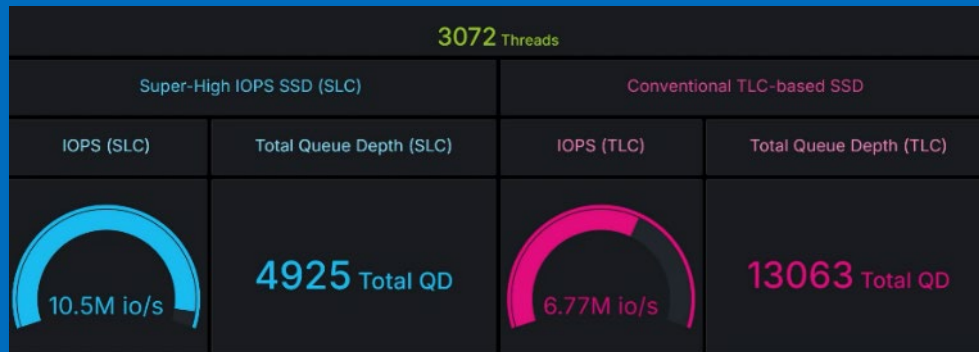 3072 Threads
Super-High IOPS SSD (SLC)
Conventional TLC-based SSD
IOPS (SLC)
Total Queue Depth (SLC)
IOPS (TLC)
Total Queue Depth (TLC)
10.5M io/s
4925 Total QD
6.77M io/s
13063 Total QD